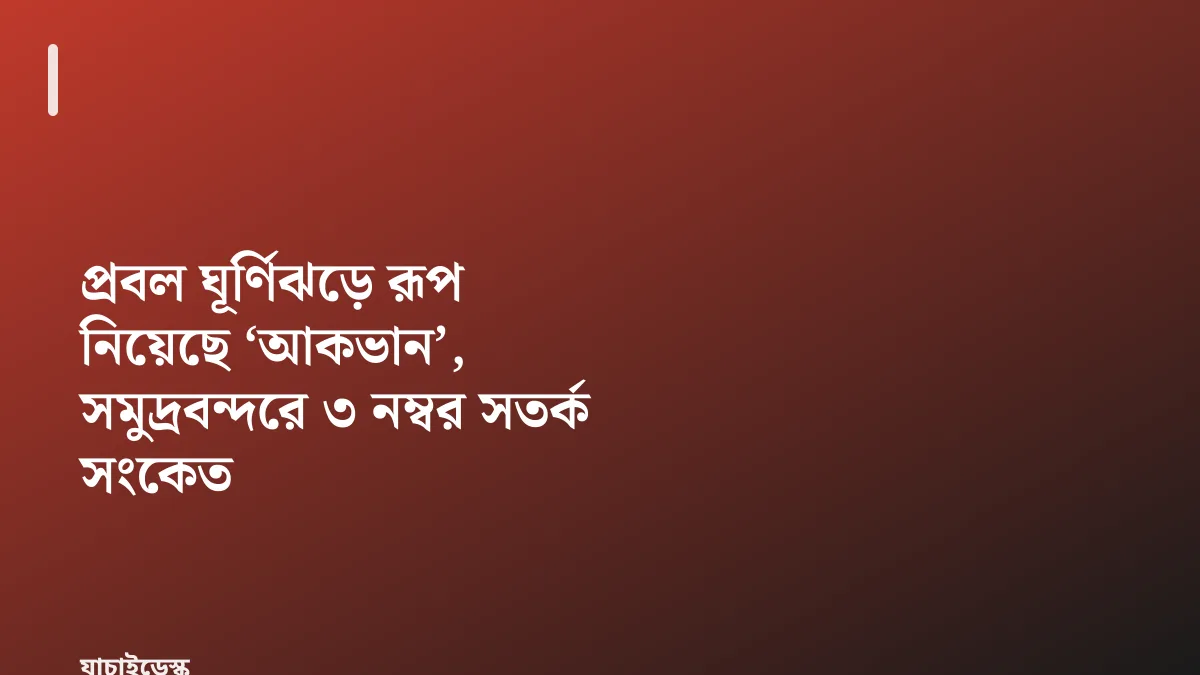 প্রবল ঘূর্ণিঝড়ে রূপ
নিয়েছে ‘আকভান’,
সমুদ্রবন্দরে ৩ নম্বর সতর্ক
সংকেত
যাচাইডেস্ক